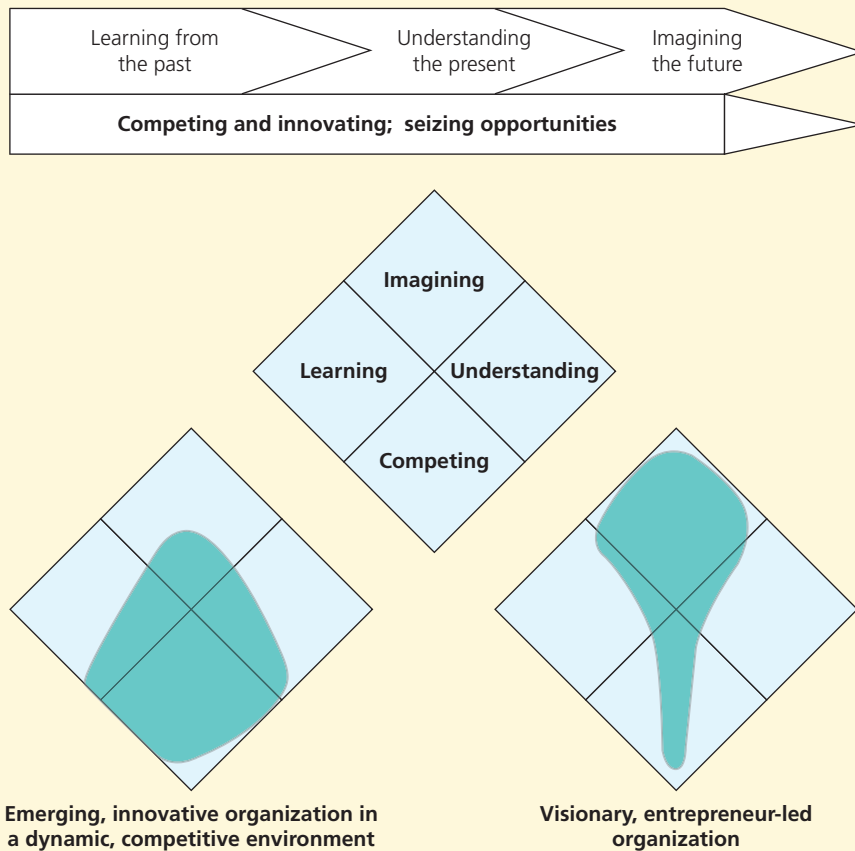 Learning from
the past
Understanding
the present
Imagining
the future
Competing and innovating; seizing opportunities
Imagining
Learning
Understanding
Competing
Emerging, innovative organization in
a dynamic, competitive environment
Visionary, entrepreneur-led
organization